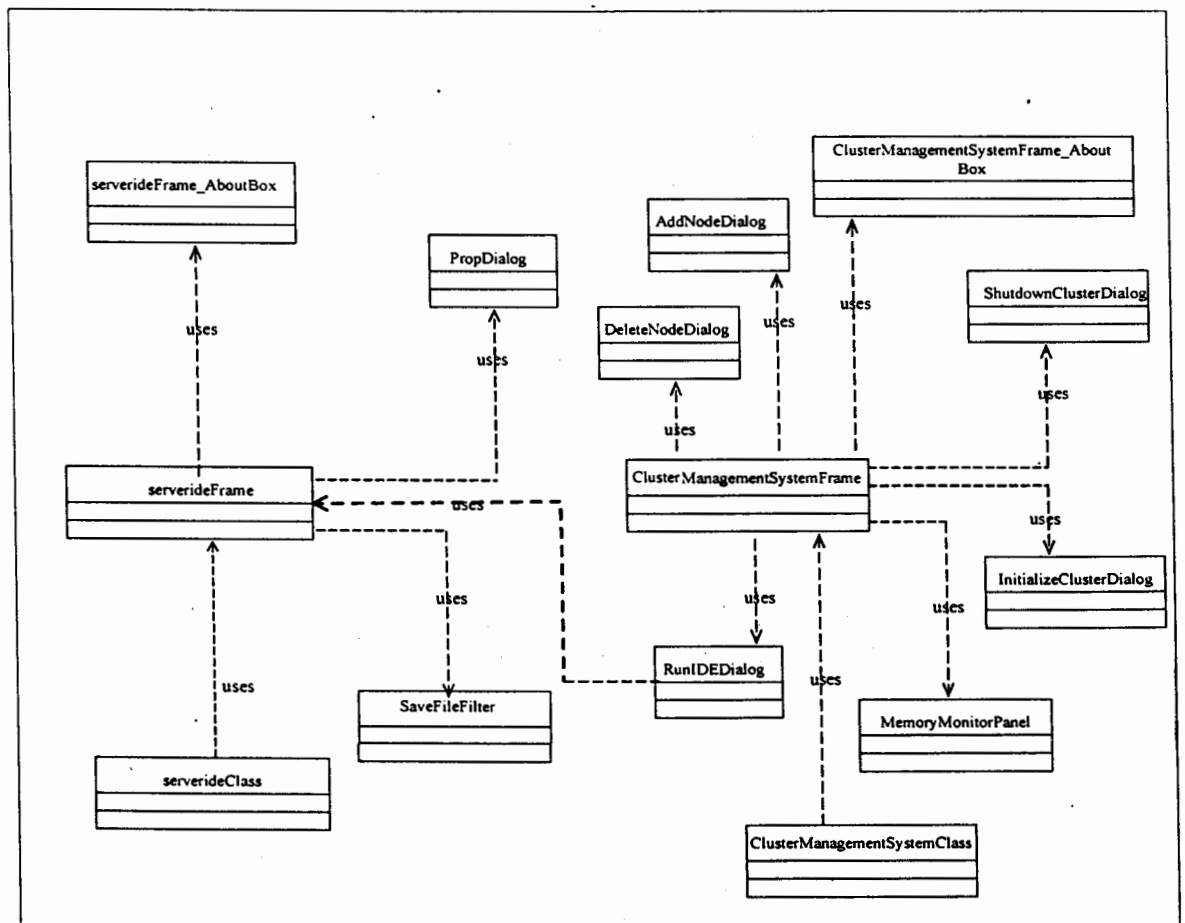 ClusterManagementSystemFrame_About
Box
serverideFrame_AboutBox
AddNodeDialog
PropDialog
ShutdownClusterDialog
DeleteNodeDialog
uses
uses
uses
uses
uses
uses
serverideFrame
ClusterManagementSystemFrame
uses
uses
InitializeClusterDialog
uses
uses
uses
RunIDEDialog
uses
uses
SaveFileFilter
MemoryMonitorPanel
serverideClass
ClusterManagementSystemClass